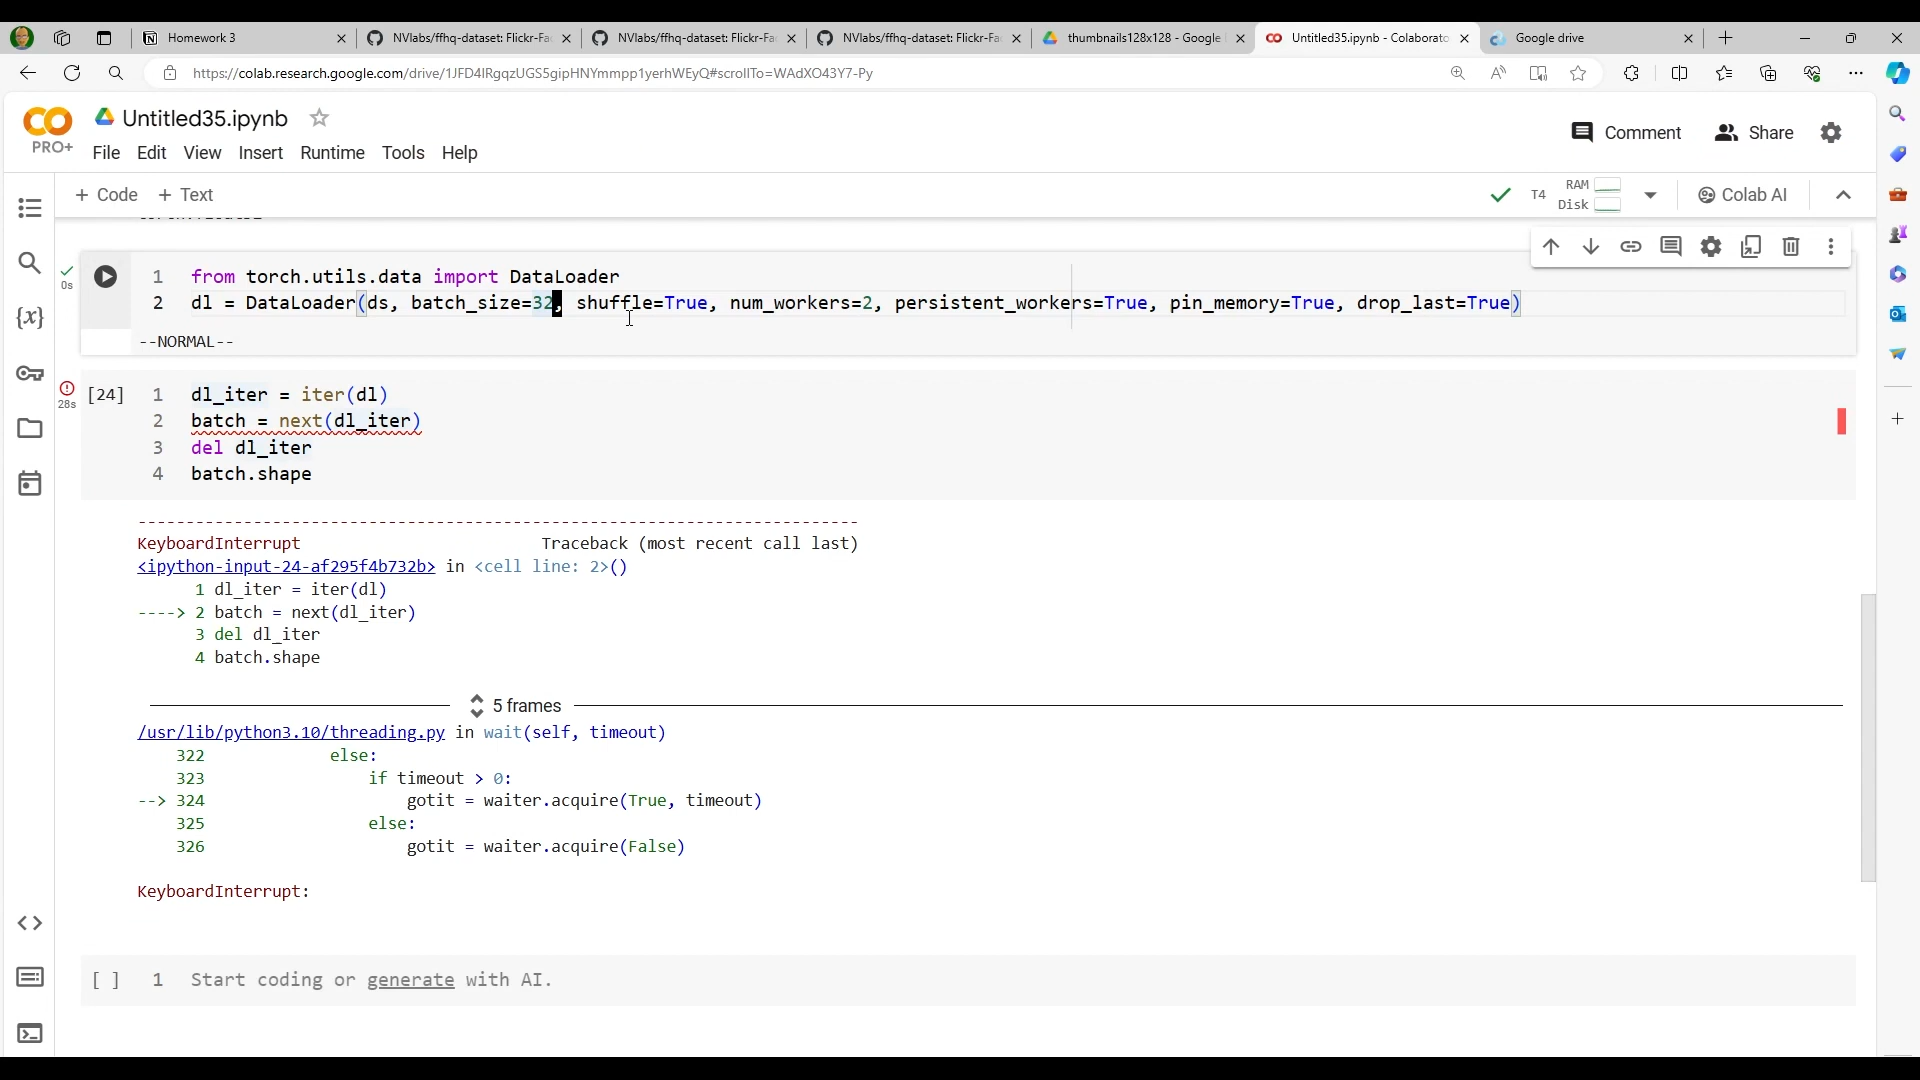 Homework 3
NVlabs/ffhq-dataset: Flickr-Fa
NVlabs/ffhq-dataset: Flickr-Fa
NVlabs/ffhq-dataset: Flickr-Fa
thumbnails128x128 - Google
Untitled35.ipynb - Colaborato
Google drive
https://colab.research.google.com/drive/1JFD4IRgqzUGS5gipHNYmmpp1yerhWEyQ#scrollTo=WAdXO43Y7-Py
PRO+
Untitled35.ipynb
File Edit View Insert Runtime Tools Help
Comment
Share
+ Code + Text
T4
RAM
Disk
Colab AI
0s
1 from torch.utils.data import DataLoader
2 dl = DataLoader(ds, batch_size=32, shuffle=True, num_workers=2, persistent_workers=True, pin_memory=True, drop_last=True)
--NORMAL--
28s
[24] 1 dl_iter = iter(dl)
2 batch = next(dl_iter)
3 del dl_iter
4 batch.shape
---------------------------------------------------------------------------
KeyboardInterrupt Traceback (most recent call last)
<ipython-input-24-af295f4b732b> in <cell line: 2>()
1 dl_iter = iter(dl)
----> 2 batch = next(dl_iter)
3 del dl_iter
4 batch.shape
5 frames
/usr/lib/python3.10/threading.py in wait(self, timeout)
322 else:
323 if timeout > 0:
--> 324 gotit = waiter.acquire(True, timeout)
325 else:
326 gotit = waiter.acquire(False)
KeyboardInterrupt:
[ ] 1 Start coding or generate with AI.